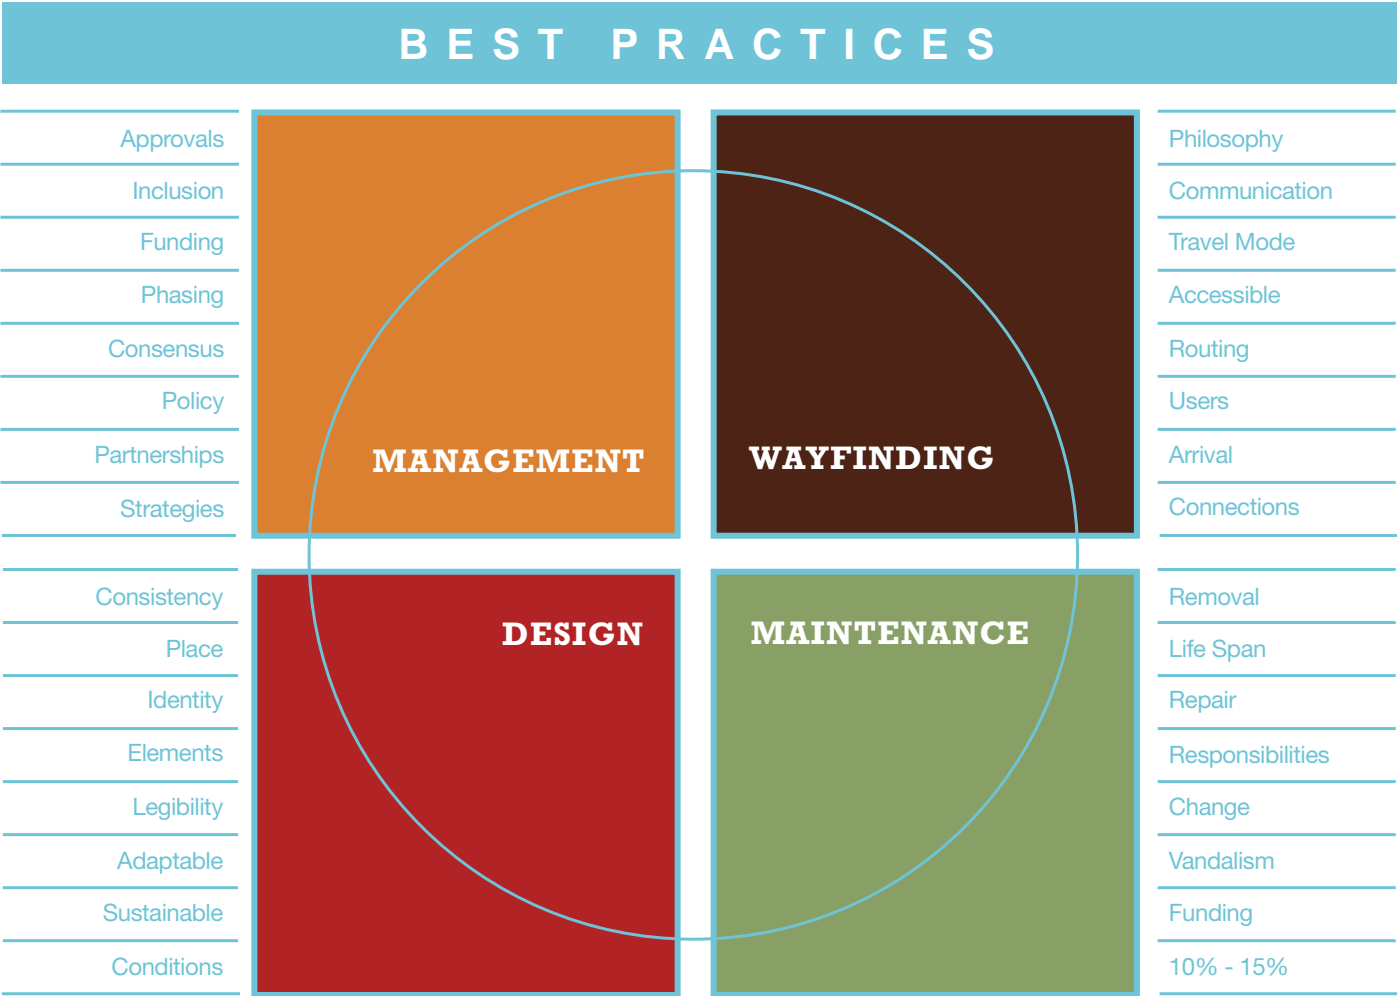 BEST PRACTICES
Approvals
Inclusion
Funding
Phasing
Consensus
Policy
Partnerships
Strategies
MANAGEMENT
WAYFINDING
Philosophy
Communication
Travel Mode
Accessible
Routing
Users
Arrival
Connections
Consistency
Place
Identity
Elements
Legibility
Adaptable
Sustainable
Conditions
DESIGN
MAINTENANCE
Removal
Life Span
Repair
Responsibilities
Change
Vandalism
Funding
10% - 15%